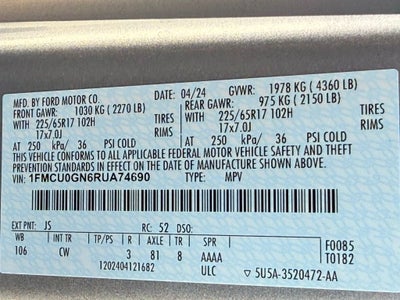 MFD. BY FORD MOTOR CO. 04/24 GVWR: 1978 KG ( 4360 LB)
FRONT GAWR: 1030 KG ( 2270 LB) REAR GAWR: 975 KG ( 2150 LB)
WITH 225/65R17 102H TIRES WITH 225/65R17 102H TIRES
17x7.0J RIMS 17x7.0J RIMS
AT 250 kPa/ 36 PSI COLD AT 250 kPa/ 36 PSI COLD
THIS VEHICLE CONFORMS TO ALL APPLICABLE FEDERAL MOTOR VEHICLE SAFETY AND THEFT
PREVENTION STANDARDS IN EFFECT ON THE DATE OF MANUFACTURE SHOWN ABOVE.
VIN: 1FMCU0GN6RUA74690 TYPE: MPV
EXT PNT: JS RC: 52 DSO:
WB INT TR TP/PS R AXLE TR SPR F0085
106 CW 3 81 8 AAAA T0182
1202404121682 ULC 5U5A-3520472-AA